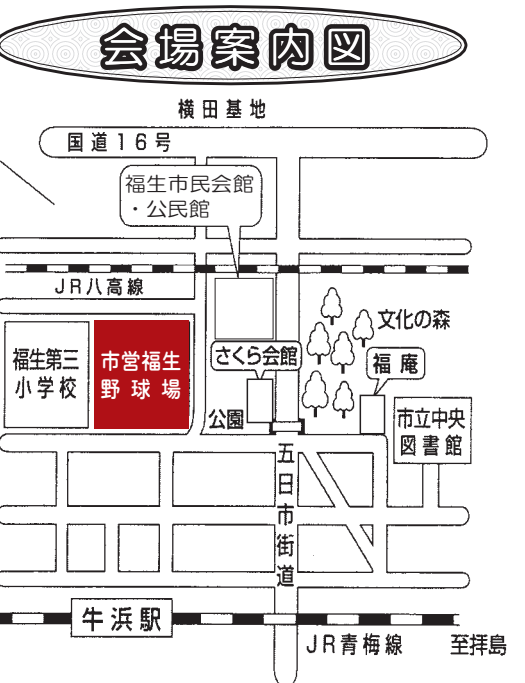 会場案内図
横田基地
国道16号
福生市民会館
・公民館
JR八高線
文化の森
福生第三
小学校
市営福生
野球場
さくら会館
福庵
公園
市立中央
図書館
五日市街道
牛浜駅
JR青梅線
至拝島